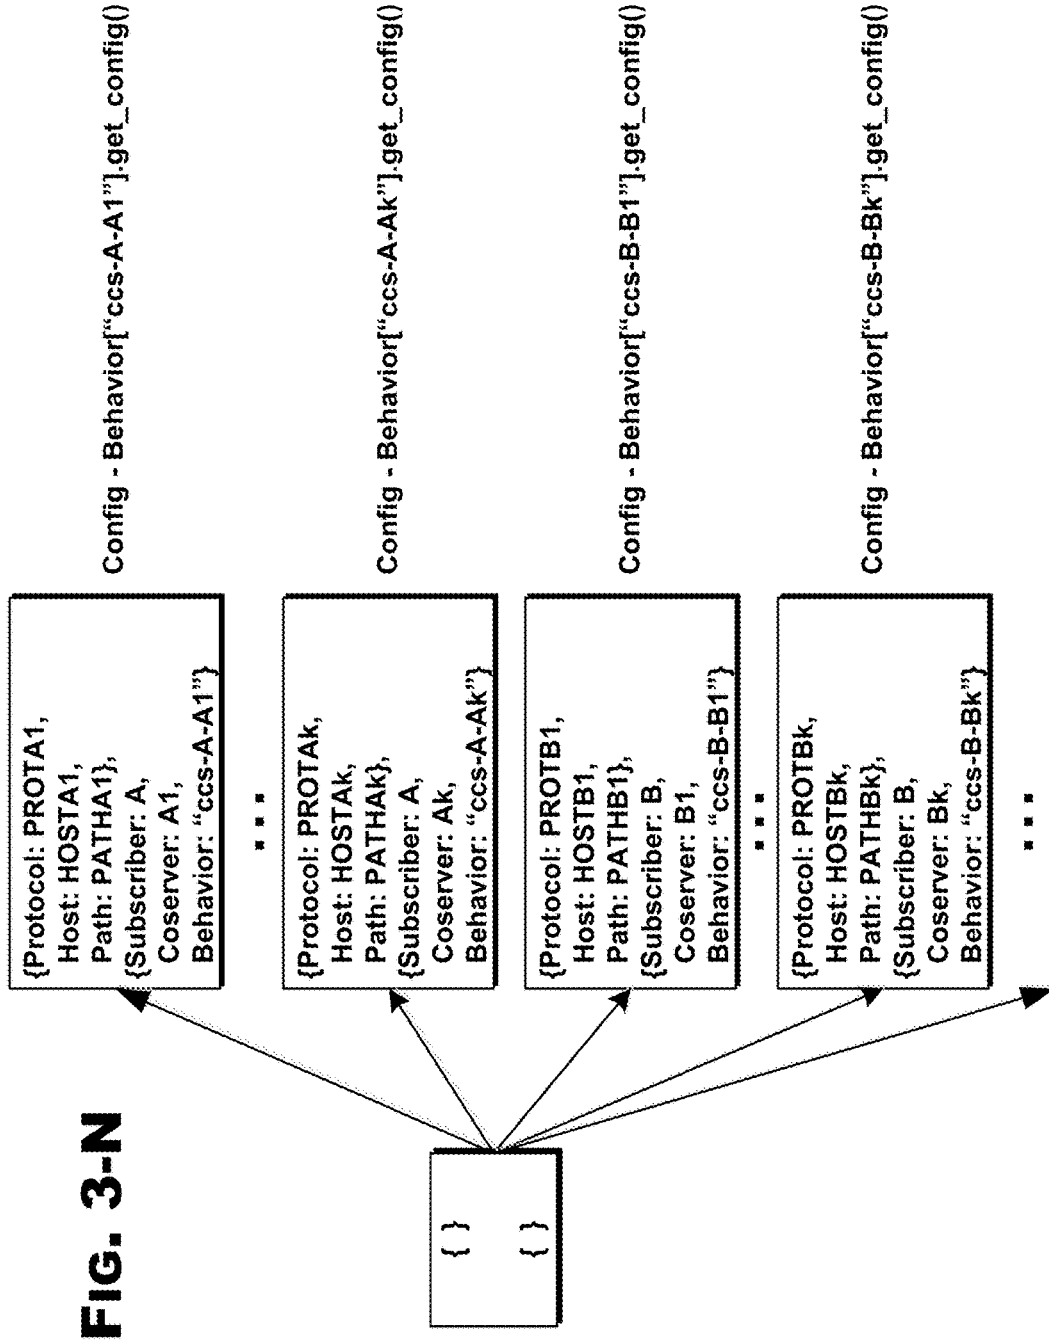 FIG. 3-N
{ }
{ }
{Protocol: PROTA1,
Host: HOSTA1,
Path: PATHA1},
{Subscriber: A,
Coserver: A1,
Behavior: “ccs-A-A1”}
Config - Behavior[“ccs-A-A1”].get_config()
...
{Protocol: PROTAk,
Host: HOSTAk,
Path: PATHAk},
{Subscriber: A,
Coserver: Ak,
Behavior: “ccs-A-Ak”}
Config - Behavior[“ccs-A-Ak”].get_config()
{Protocol: PROTB1,
Host: HOSTB1,
Path: PATHB1},
{Subscriber: B,
Coserver: B1,
Behavior: “ccs-B-B1”}
Config - Behavior[“ccs-B-B1”].get_config()
...
{Protocol: PROTBk,
Host: HOSTBk,
Path: PATHBk},
{Subscriber: B,
Coserver: Bk,
Behavior: “ccs-B-Bk”}
Config - Behavior[“ccs-B-Bk”].get_config()
...